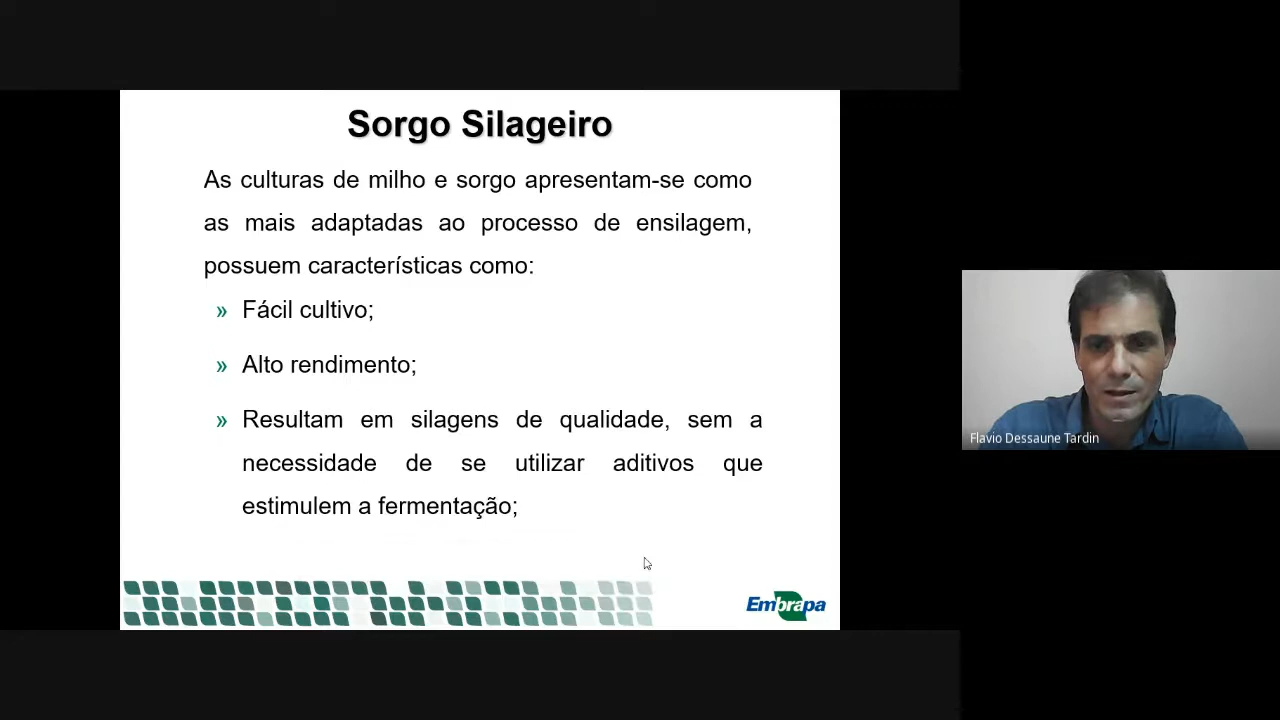 Sorgo Silageiro
As culturas de milho e sorgo apresentam-se como
as mais adaptadas ao processo de ensilagem,
possuem características como:
» Fácil cultivo;
» Alto rendimento;
» Resultam em silagens de qualidade, sem a
necessidade de se utilizar aditivos que
estimulem a fermentação;
Embrapa
Flavio Dessaune Tardin